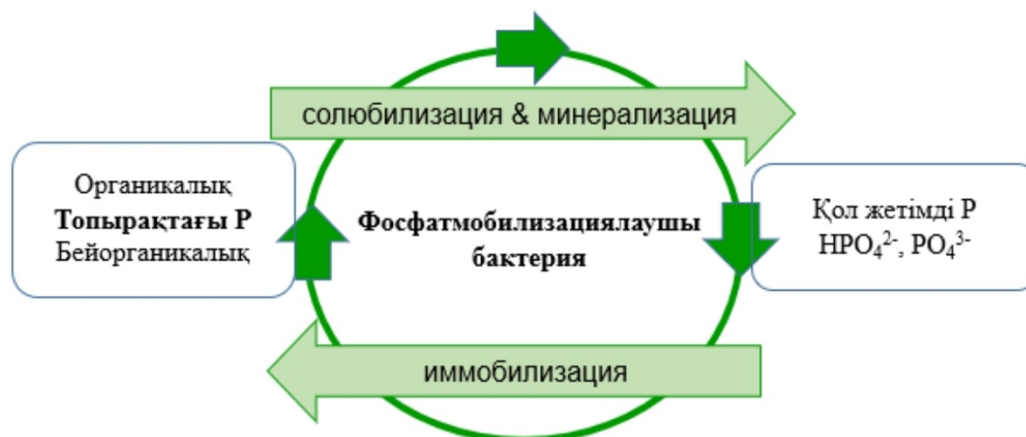 солюбилизация & минерализация
Органикалық
Топырақтағы Р
Бейорганикалық
Фосфатмобилизациялаушы
бактерия
Қол жетімді Р
НРО₄²⁻, РО₄³⁻
иммобилизация